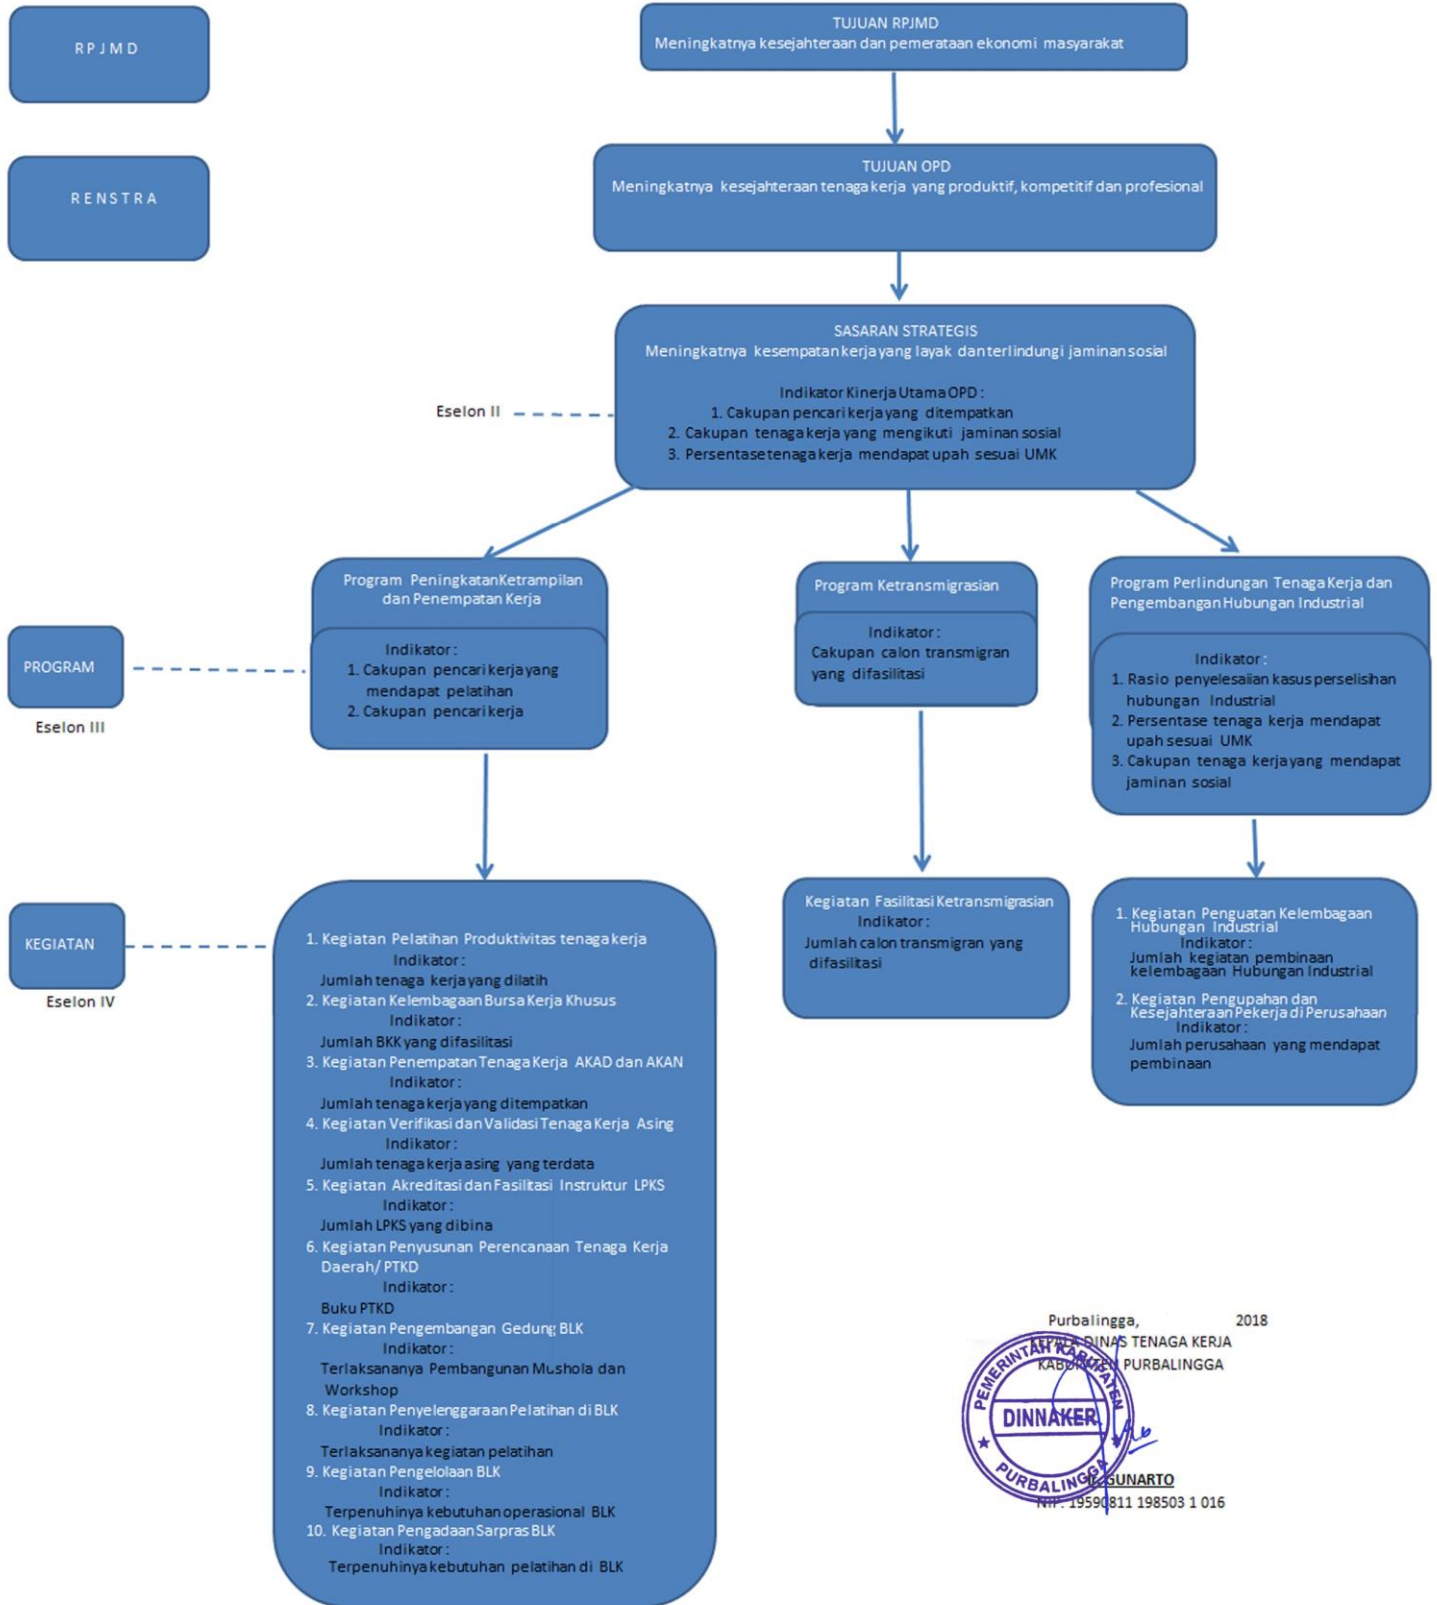 RPJMD
TUJUAN RPJMD
Meningkatnya kesejahteraan dan pemerataan ekonomi masyarakat
RENSTRA
TUJUAN OPD
Meningkatnya kesejahteraan tenaga kerja yang produktif, kompetitif dan profesional
SASARAN STRATEGIS
Meningkatnya kesempatan kerja yang layak dan terlindungi jaminan sosial
Indikator Kinerja Utama OPD :
1. Cakupan pencari kerja yang ditempatkan
2. Cakupan tenaga kerja yang mengikuti jaminan sosial
3. Persentase tenaga kerja mendapat upah sesuai UMK
Eselon II
Program Peningkatan Ketrampilan
dan Penempatan Kerja
Indikator :
1. Cakupan pencari kerja yang
mendapat pelatihan
2. Cakupan pencari kerja
Program Ketransmigrasian
Indikator :
Cakupan calon transmigran
yang difasilitasi
Program Perlindungan Tenaga Kerja dan
Pengembangan Hubungan Industrial
Indikator :
1. Rasio penyelesaiian kasus perselisihan
hubungan Industrial
2. Persentase tenaga kerja mendapat
upah sesuai UMK
3. Cakupan tenaga kerja yang mendapat
jaminan sosial
PROGRAM
Eselon III
KEGIATAN
Eselon IV
1. Kegiatan Pelatihan Produktivitas tenaga kerja
Indikator :
Jumlah tenaga kerja yang dilatih
2. Kegiatan Kelembagaan Bursa Kerja Khusus
Indikator :
Jumlah BKK yang difasilitasi
3. Kegiatan Penempatan Tenaga Kerja AKAD dan AKAN
Indikator :
Jumlah tenaga kerja yang ditempatkan
4. Kegiatan Verifikasi dan Validasi Tenaga Kerja Asing
Indikator :
Jumlah tenaga kerja asing yang terdata
5. Kegiatan Akreditasi dan Fasilitasi Instruktur LPKS
Indikator :
Jumlah LPKS yang dibina
6. Kegiatan Penyusunan Perencanaan Tenaga Kerja
Daerah/ PTKD
Indikator :
Buku PTKD
7. Kegiatan Pengembangan Gedung BLK
Indikator :
Terlaksananya Pembangunan Mushola dan
Workshop
8. Kegiatan Penyelenggaraan Pelatihan di BLK
Indikator :
Terlaksananya kegiatan pelatihan
9. Kegiatan Pengelolaan BLK
Indikator :
Terpenuhinya kebutuhan operasional BLK
10. Kegiatan Pengadaan Sarpras BLK
Indikator :
Terpenuhinya kebutuhan pelatihan di BLK
Kegiatan Fasilitasi Ketransmigrasian
Indikator :
Jumlah calon transmigran yang
difasilitasi
1. Kegiatan Penguatan Kelembagaan
Hubungan Industrial
Indikator :
Jumlah kegiatan pembinaan
kelembagaan Hubungan Industrial
2. Kegiatan Pengupahan dan
Kesejahteraan Pekerja di Perusahaan
Indikator :
Jumlah perusahaan yang mendapat
pembinaan
Purbalingga, 2018
KEPALA DINAS TENAGA KERJA
KABUPATEN PURBALINGGA
PEMERINTAH KABUPATEN
DINNAKER
PURBALINGGA
GUNARTO
NIP. 19590811 198503 1 016